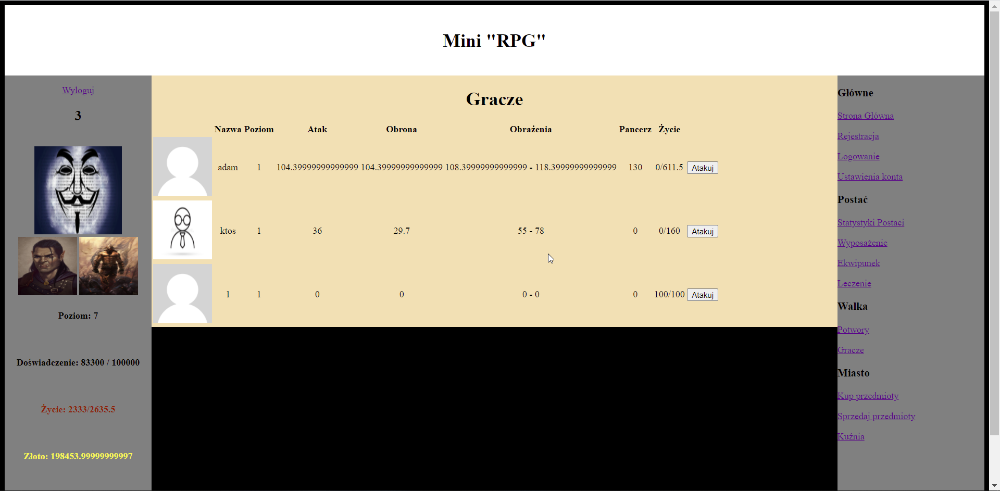 Mini "RPG"
Wyloguj
3
Poziom: 7
Doświadczenie: 83300 / 100000
Życie: 2333/2635.5
Złoto: 198453.99999999997
Gracze
Nazwa Poziom Atak Obrona Obrażenia Pancerz Życie
adam 1 104.39999999999999 104.39999999999999 108.39999999999999 - 118.39999999999999 130 0/611.5 Atakuj
ktos 1 36 29.7 55 - 78 0 0/160 Atakuj
1 1 0 0 0 - 0 0 100/100 Atakuj
Główne
Strona Główna
Rejestracja
Logowanie
Ustawienia konta
Postać
Statystyki Postaci
Wyposażenie
Ekwipunek
Leczenie
Walka
Potwory
Gracze
Miasto
Kup przedmioty
Sprzedaj przedmioty
Kuźnia